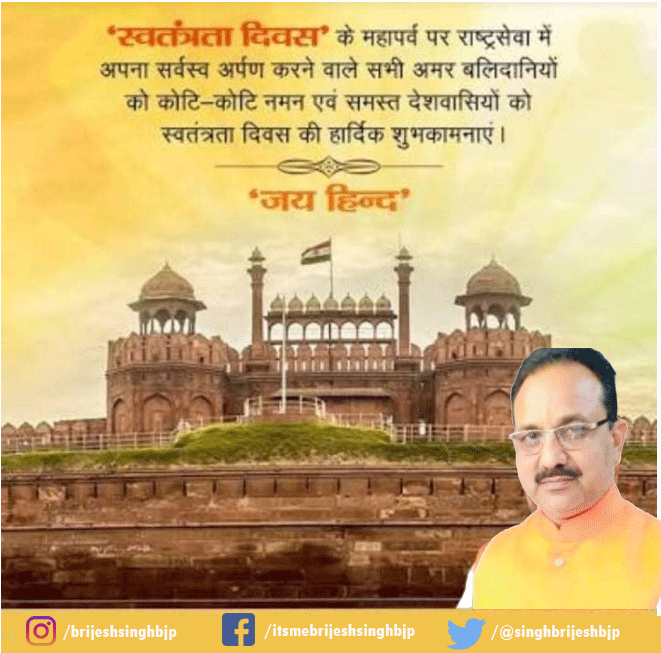 ‘स्वतंत्रता दिवस’ के महापर्व पर राष्ट्रसेवा में
अपना सर्वस्व अर्पण करने वाले सभी अमर बलिदानियों
को कोटि–कोटि नमन एवं समस्त देशवासियों को
स्वतंत्रता दिवस की हार्दिक शुभकामनाएं।
‘जय हिन्द’
/brijeshsinghbjp /itsmebrijeshsinghbjp /@singhbrijeshbjp